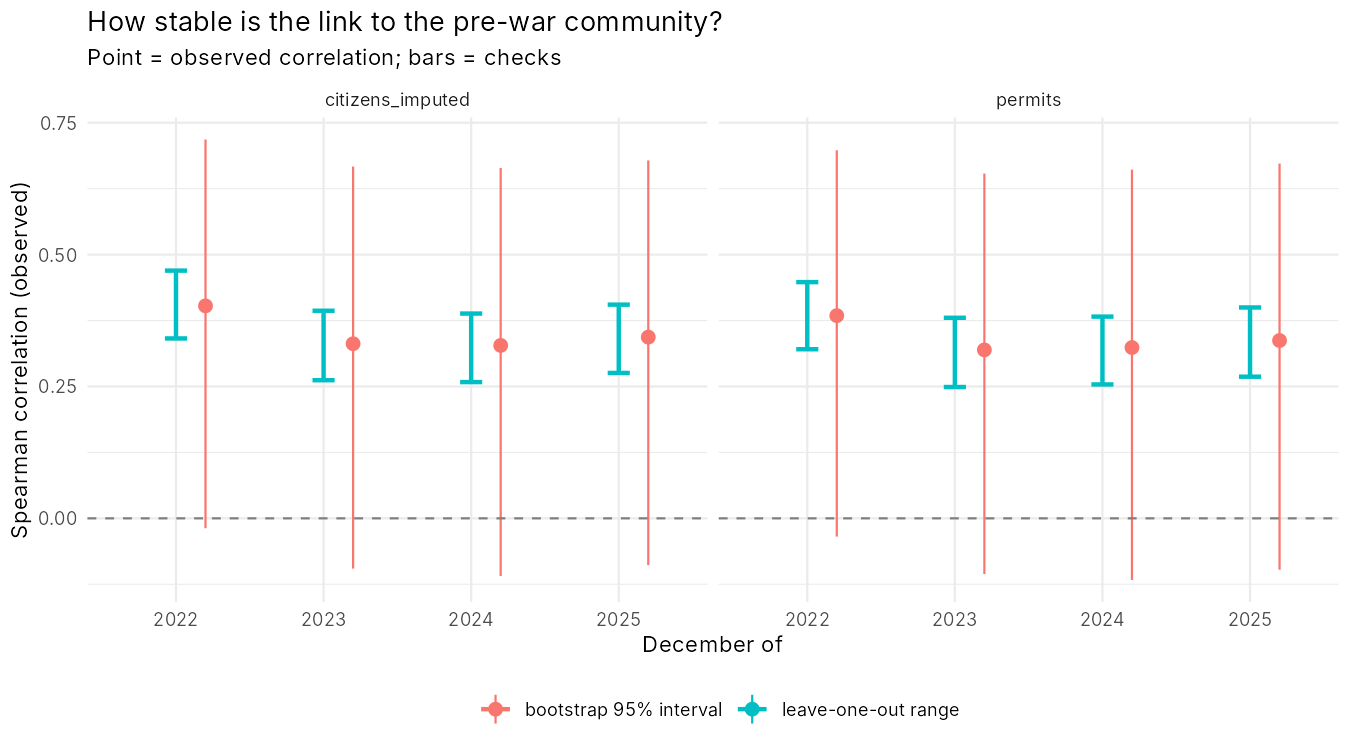 How stable is the link to the pre-war community?
Point = observed correlation; bars = checks
citizens_imputed
permits
Spearman correlation (observed)
0.75
0.50
0.25
0.00
2022
2023
2024
2025
2022
2023
2024
2025
December of
bootstrap 95% interval
leave-one-out range